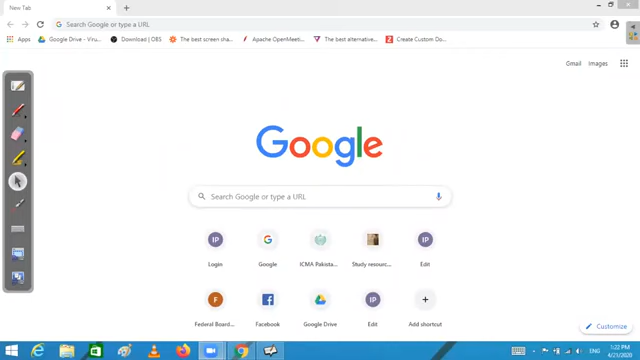 New Tab
Search Google or type a URL
Apps
Google Drive - Viru...
Download | OBS
The best screen sha...
Apache OpenMeeti...
The best alternative...
Create Custom Do...
Gmail
Images
Google
Search Google or type a URL
IP
IP
Login
Google
ICMA Pakista...
Study resourc...
Edit
F
IP
Federal Board...
Facebook
Google Drive
Edit
Add shortcut
Customize
ENG
1:22 PM
4/21/2020